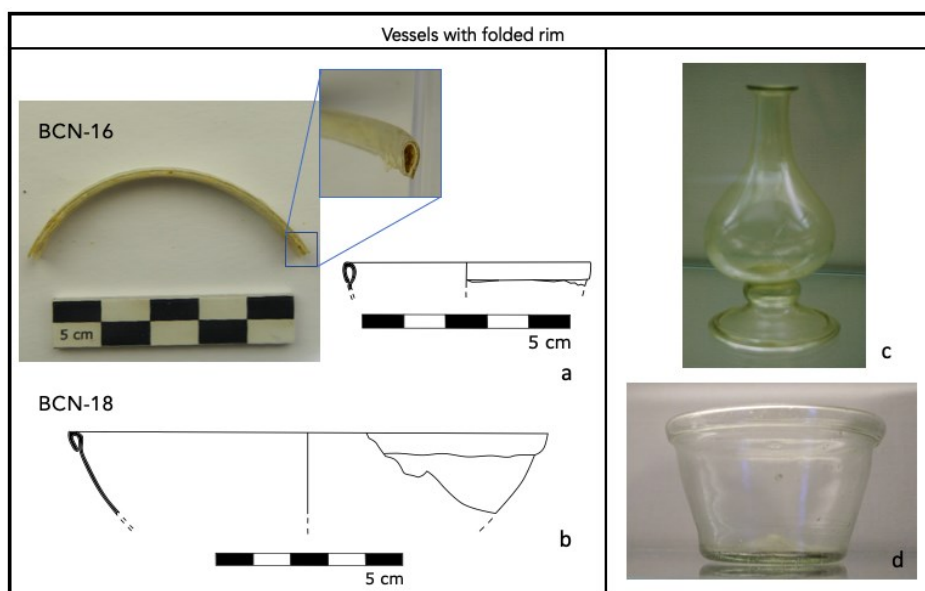 Vessels with folded rim
BCN-16
5 cm
5 cm
a
BCN-18
5 cm
b
c
d